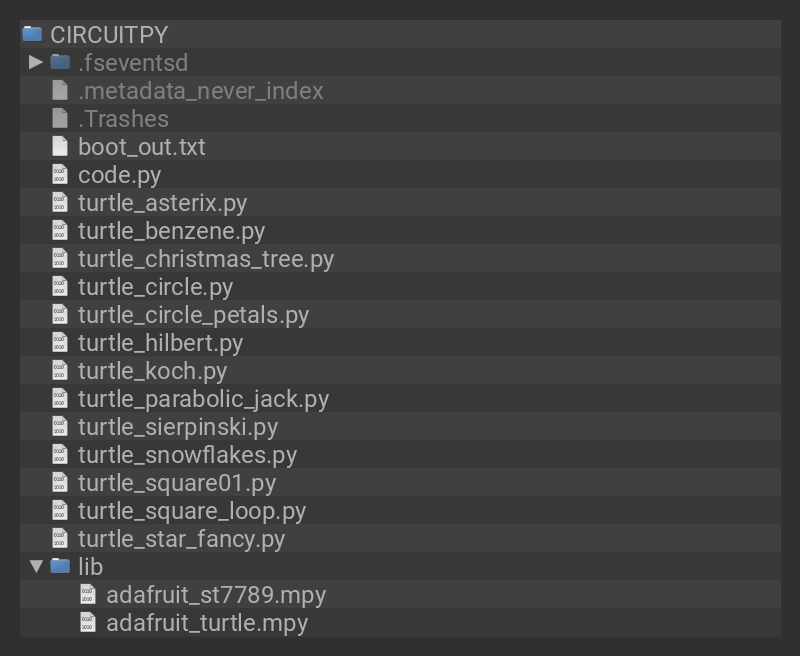 CIRCUITPY
.fseventsd
.metadata_never_index
.Trashes
boot_out.txt
code.py
turtle_asterix.py
turtle_benzene.py
turtle_christmas_tree.py
turtle_circle.py
turtle_circle_petals.py
turtle_hilbert.py
turtle_koch.py
turtle_parabolic_jack.py
turtle_sierpinski.py
turtle_snowflakes.py
turtle_square01.py
turtle_square_loop.py
turtle_star_fancy.py
lib
adafruit_st7789.mpy
adafruit_turtle.mpy